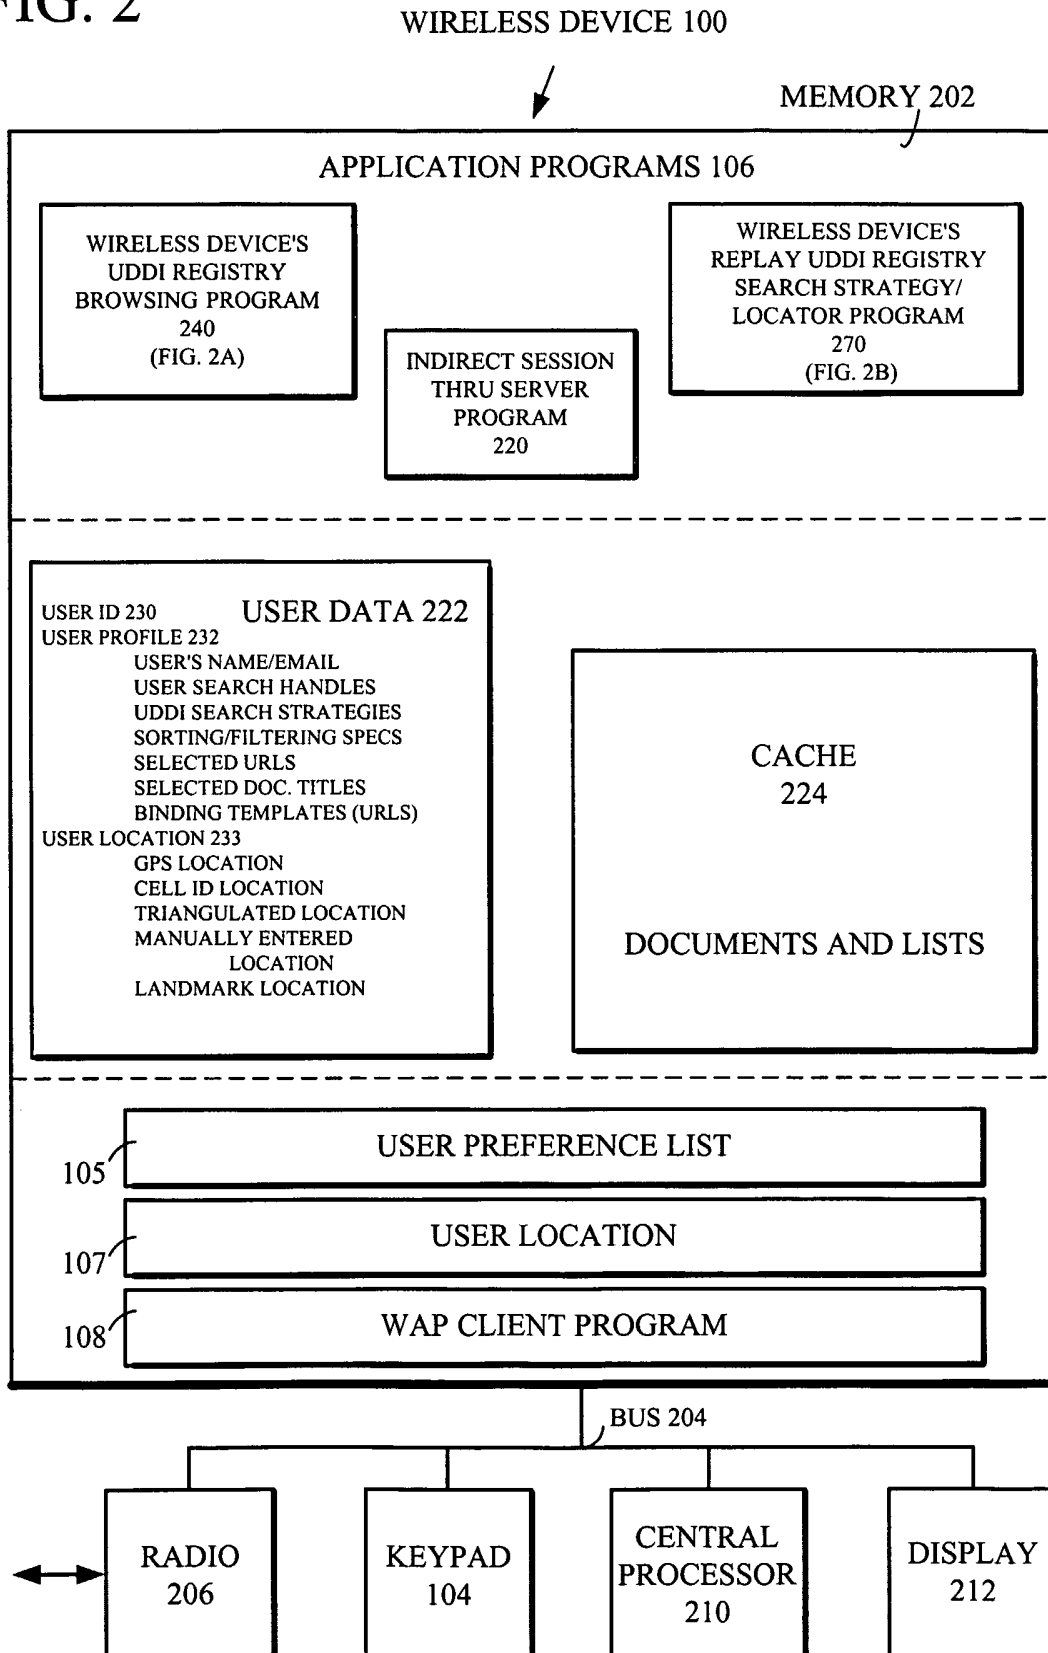 FIG. 2
WIRELESS DEVICE 100
MEMORY 202
APPLICATION PROGRAMS 106
WIRELESS DEVICE'S
UDDI REGISTRY
BROWSING PROGRAM
240
(FIG. 2A)
INDIRECT SESSION
THRU SERVER
PROGRAM
220
WIRELESS DEVICE'S
REPLAY UDDI REGISTRY
SEARCH STRATEGY/
LOCATOR PROGRAM
270
(FIG. 2B)
USER DATA 222
USER ID 230
USER PROFILE 232
USER'S NAME/EMAIL
USER SEARCH HANDLES
UDDI SEARCH STRATEGIES
SORTING/FILTERING SPECS
SELECTED URLS
SELECTED DOC. TITLES
BINDING TEMPLATES (URLS)
USER LOCATION 233
GPS LOCATION
CELL ID LOCATION
TRIANGULATED LOCATION
MANUALLY ENTERED
LOCATION
LANDMARK LOCATION
CACHE
224
DOCUMENTS AND LISTS
105
USER PREFERENCE LIST
107
USER LOCATION
108
WAP CLIENT PROGRAM
BUS 204
RADIO
206
KEYPAD
104
CENTRAL
PROCESSOR
210
DISPLAY
212